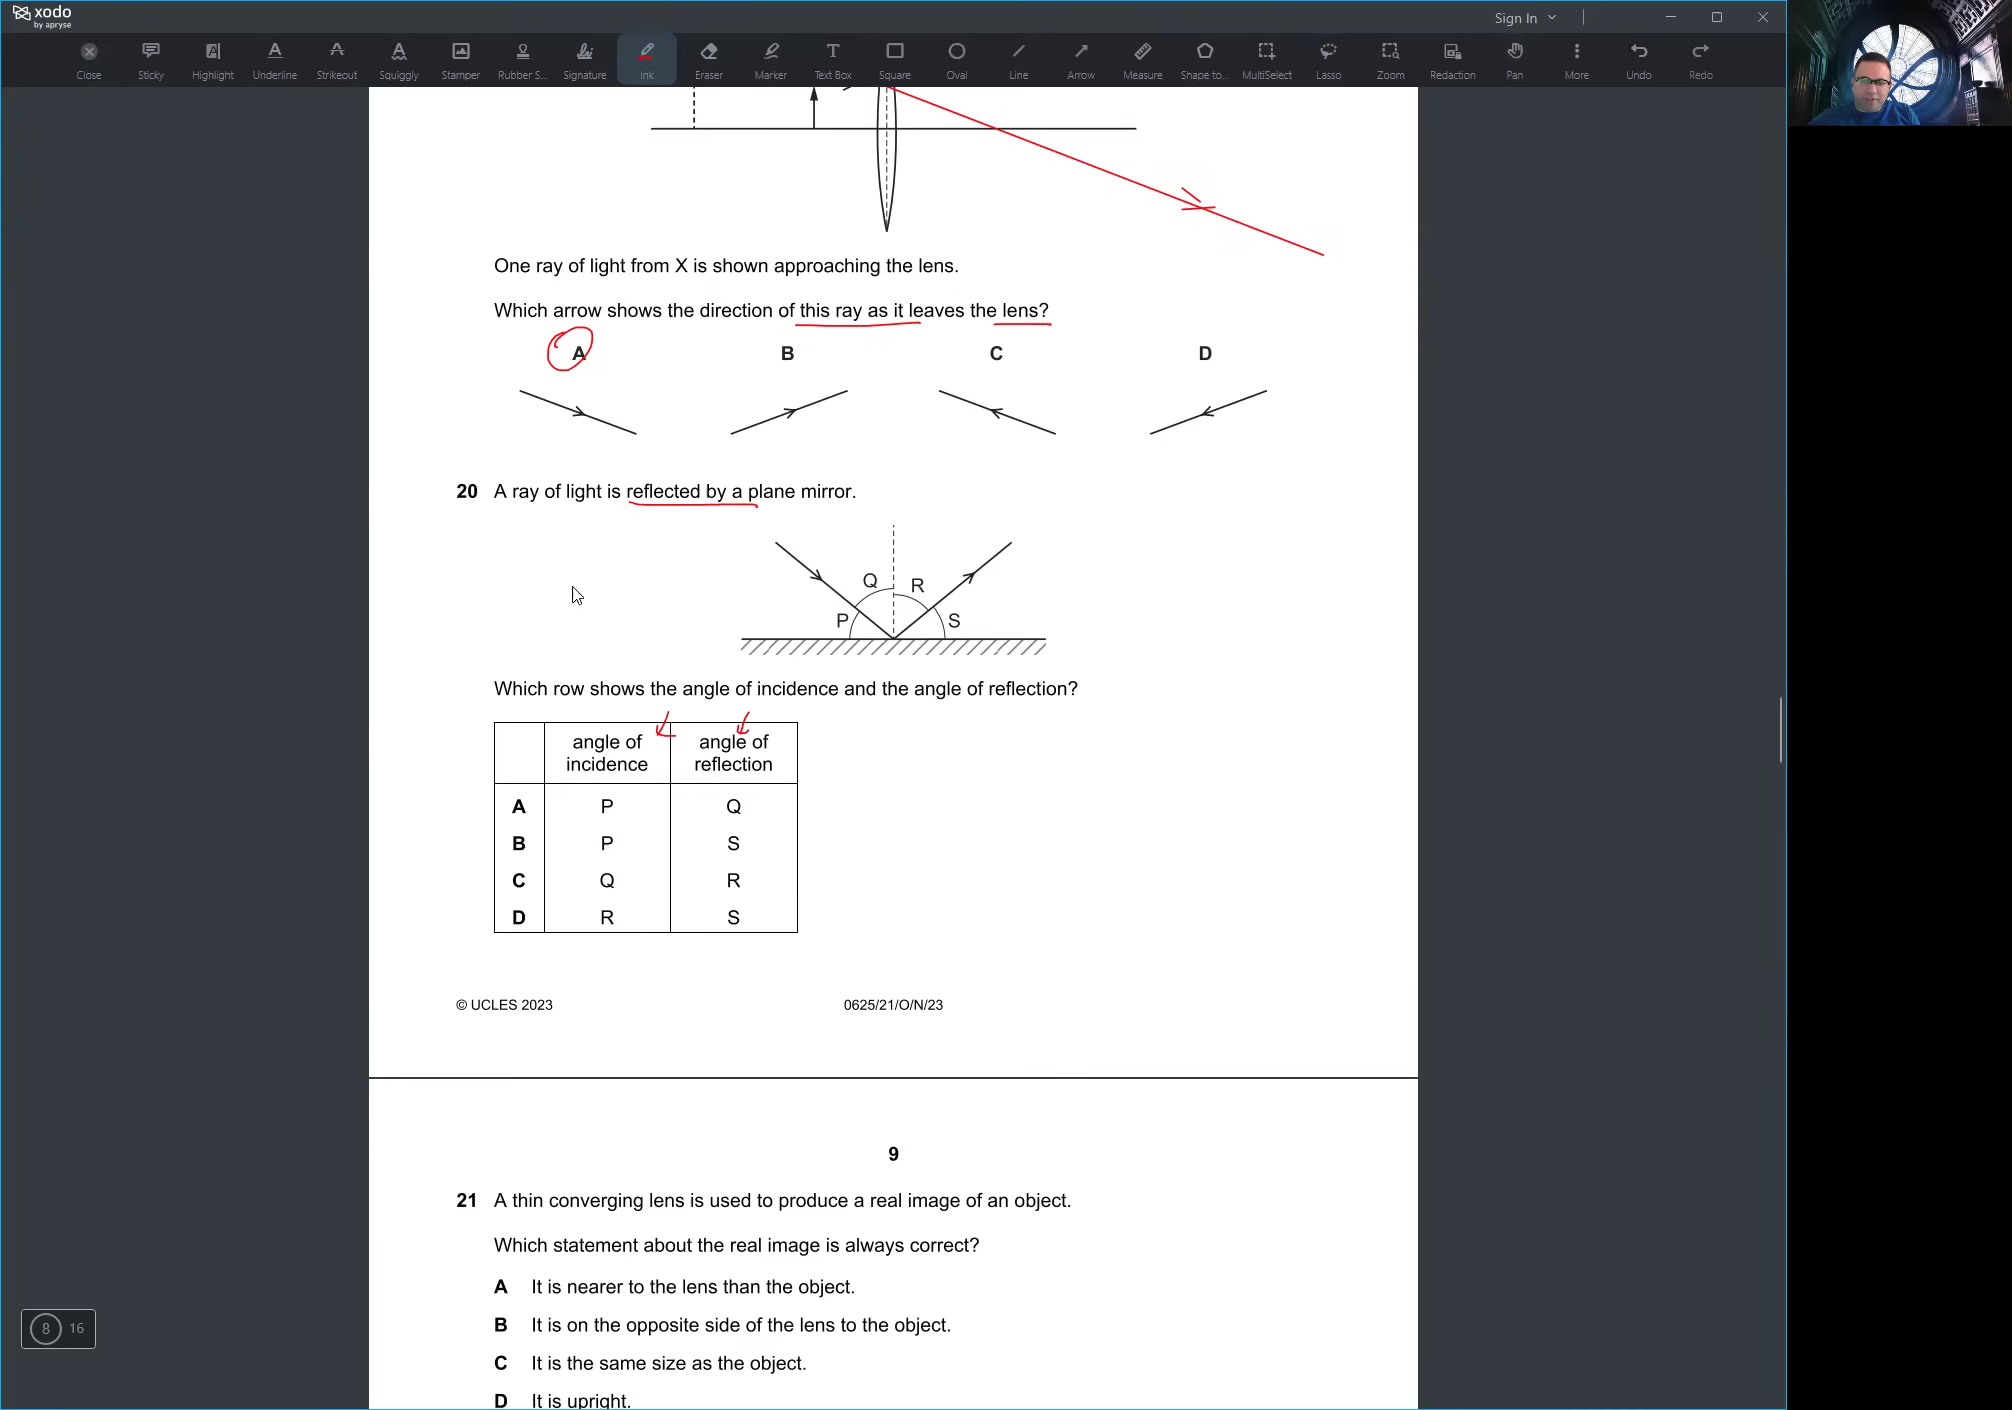 xodo
by apryse
Sign In
Close Sticky Highlight Underline Strikeout Squiggly Stamper Rubber S... Signature Ink Eraser Marker Text Box Square Oval Line Arrow Measure Shape to... MultiSelect Lasso Zoom Redaction Pan More Undo Redo
One ray of light from X is shown approaching the lens.
Which arrow shows the direction of this ray as it leaves the lens?
A B C D
20 A ray of light is reflected by a plane mirror.
Q R
P S
Which row shows the angle of incidence and the angle of reflection?
angle of incidence angle of reflection
A P Q
B P S
C Q R
D R S
© UCLES 2023 0625/21/O/N/23
9
21 A thin converging lens is used to produce a real image of an object.
Which statement about the real image is always correct?
A It is nearer to the lens than the object.
B It is on the opposite side of the lens to the object.
C It is the same size as the object.
D It is upright.
8 16